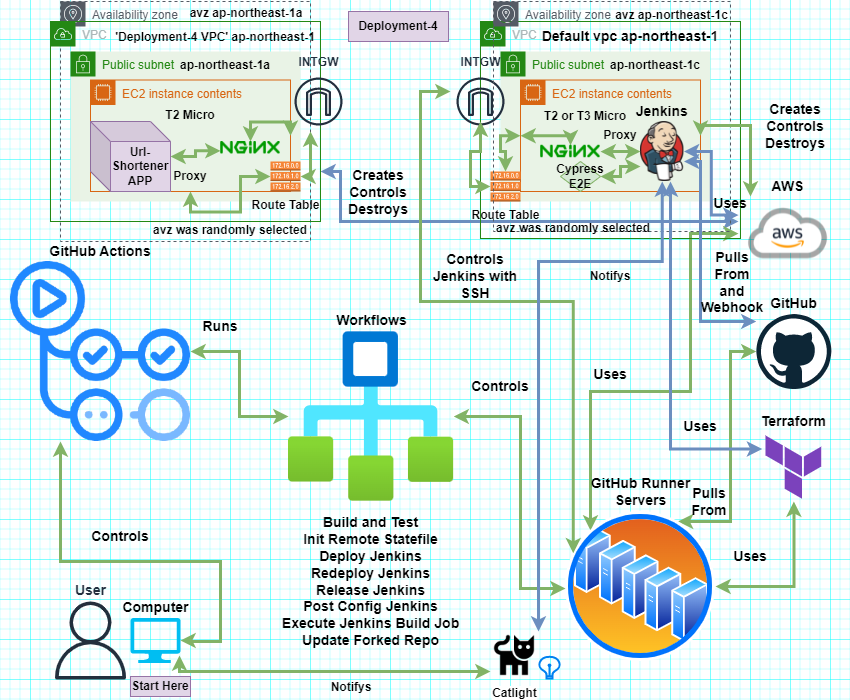 Availability zone avz ap-northeast-1a
VPC 'Deployment-4 VPC' ap-northeast-1
Public subnet ap-northeast-1a
EC2 instance contents
T2 Micro
Url-
Shortener
APP
NGINX
Proxy
172.16.0.0
172.16.1.0
172.16.2.0
Route Table
avz was randomly selected
INTGW
Deployment-4
Availability zone avz ap-northeast-1c
VPC Default vpc ap-northeast-1
Public subnet ap-northeast-1c
INTGW
EC2 instance contents
T2 or T3 Micro
Jenkins
Proxy
NGINX
Cypress
E2E
172.16.0.0
172.16.1.0
172.16.2.0
Route Table
avz was randomly selected
Creates
Controls
Destroys
Creates
Controls
Destroys
AWS
Uses
aws
GitHub Actions
Controls
Jenkins with
SSH
Notifys
Pulls
From
and
Webhook
GitHub
Runs
Workflows
Controls
Uses
Uses
Terraform
GitHub Runner
Servers
Pulls
From
Uses
Controls
Build and Test
Init Remote Statefile
Deploy Jenkins
Redeploy Jenkins
Release Jenkins
Post Config Jenkins
Execute Jenkins Build Job
Update Forked Repo
User
Computer
Start Here
Notifys
Catlight